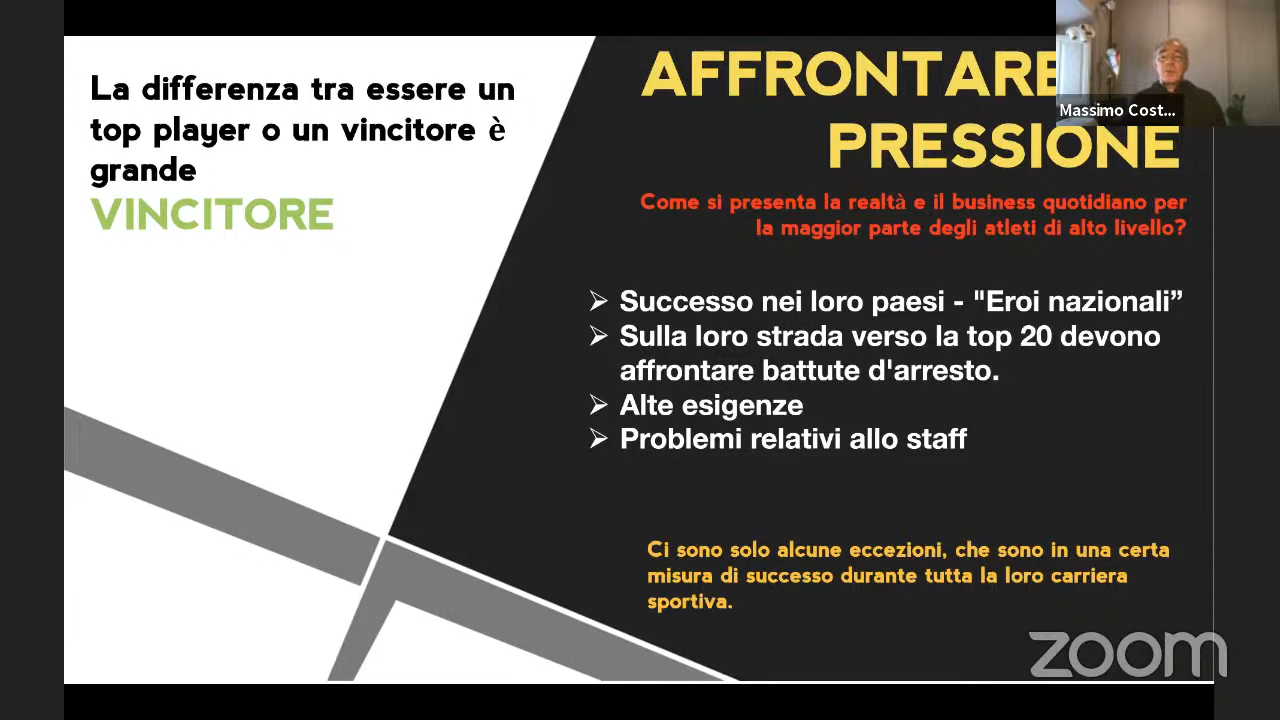 La differenza tra essere un
top player o un vincitore è
grande
VINCITORE
AFFRONTARE
PRESSIONE
Come si presenta la realtà e il business quotidiano per
la maggior parte degli atleti di alto livello?
➢ Successo nei loro paesi - "Eroi nazionali”
➢ Sulla loro strada verso la top 20 devono
affrontare battute d'arresto.
➢ Alte esigenze
➢ Problemi relativi allo staff
Ci sono solo alcune eccezioni, che sono in una certa
misura di successo durante tutta la loro carriera
sportiva.
Massimo Cost...
zoom